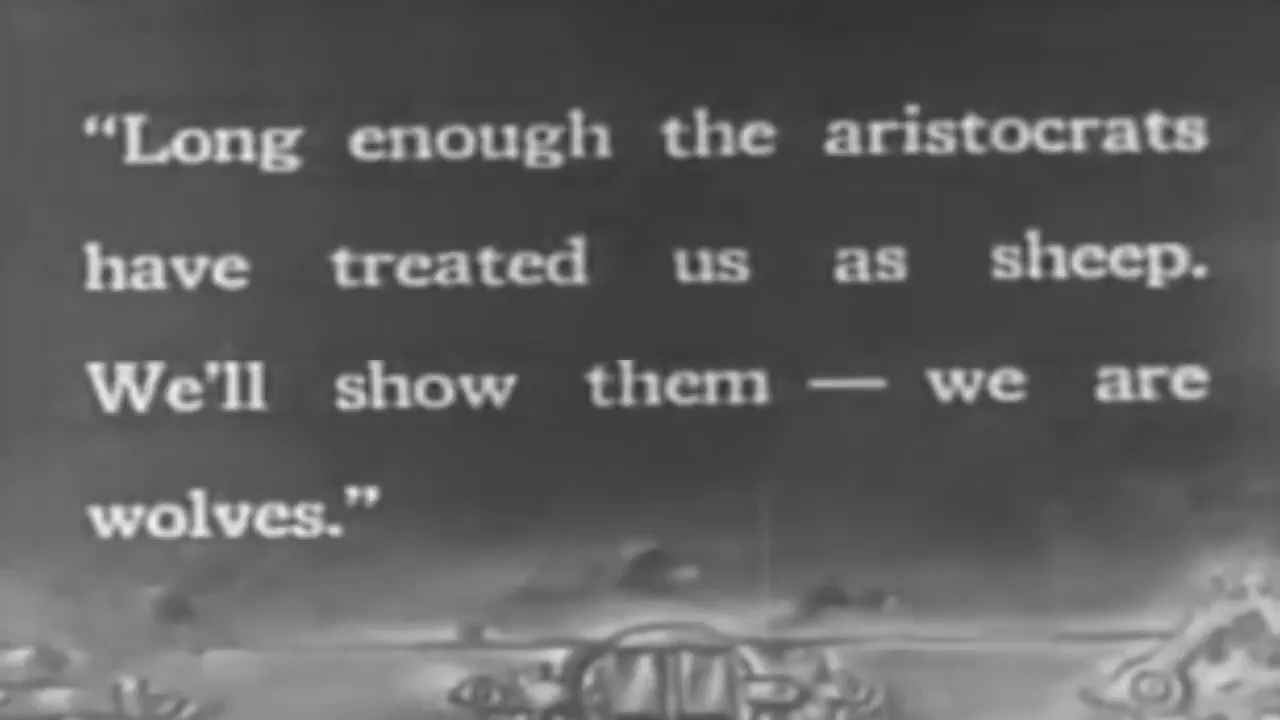 “Long enough the aristocrats
have treated us as sheep.
We’ll show them — we are
wolves.”